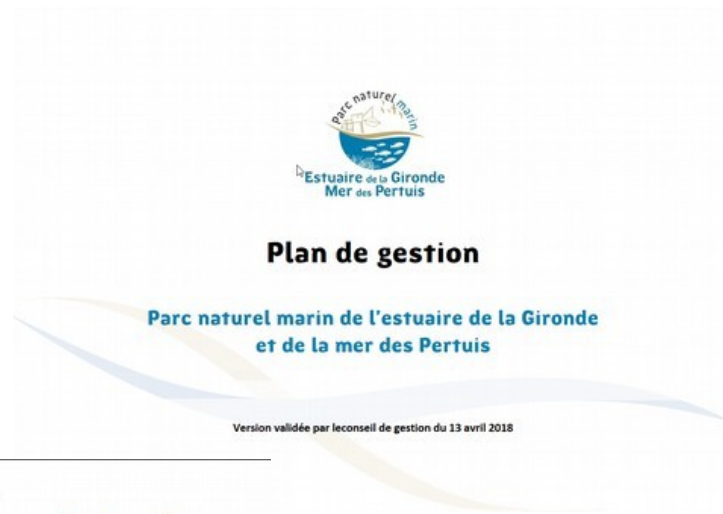 Parc naturel marin
Estuaire de la Gironde
Mer des Pertuis
Plan de gestion
Parc naturel marin de l'estuaire de la Gironde
et de la mer des Pertuis
Version validée par leconseil de gestion du 13 avril 2018